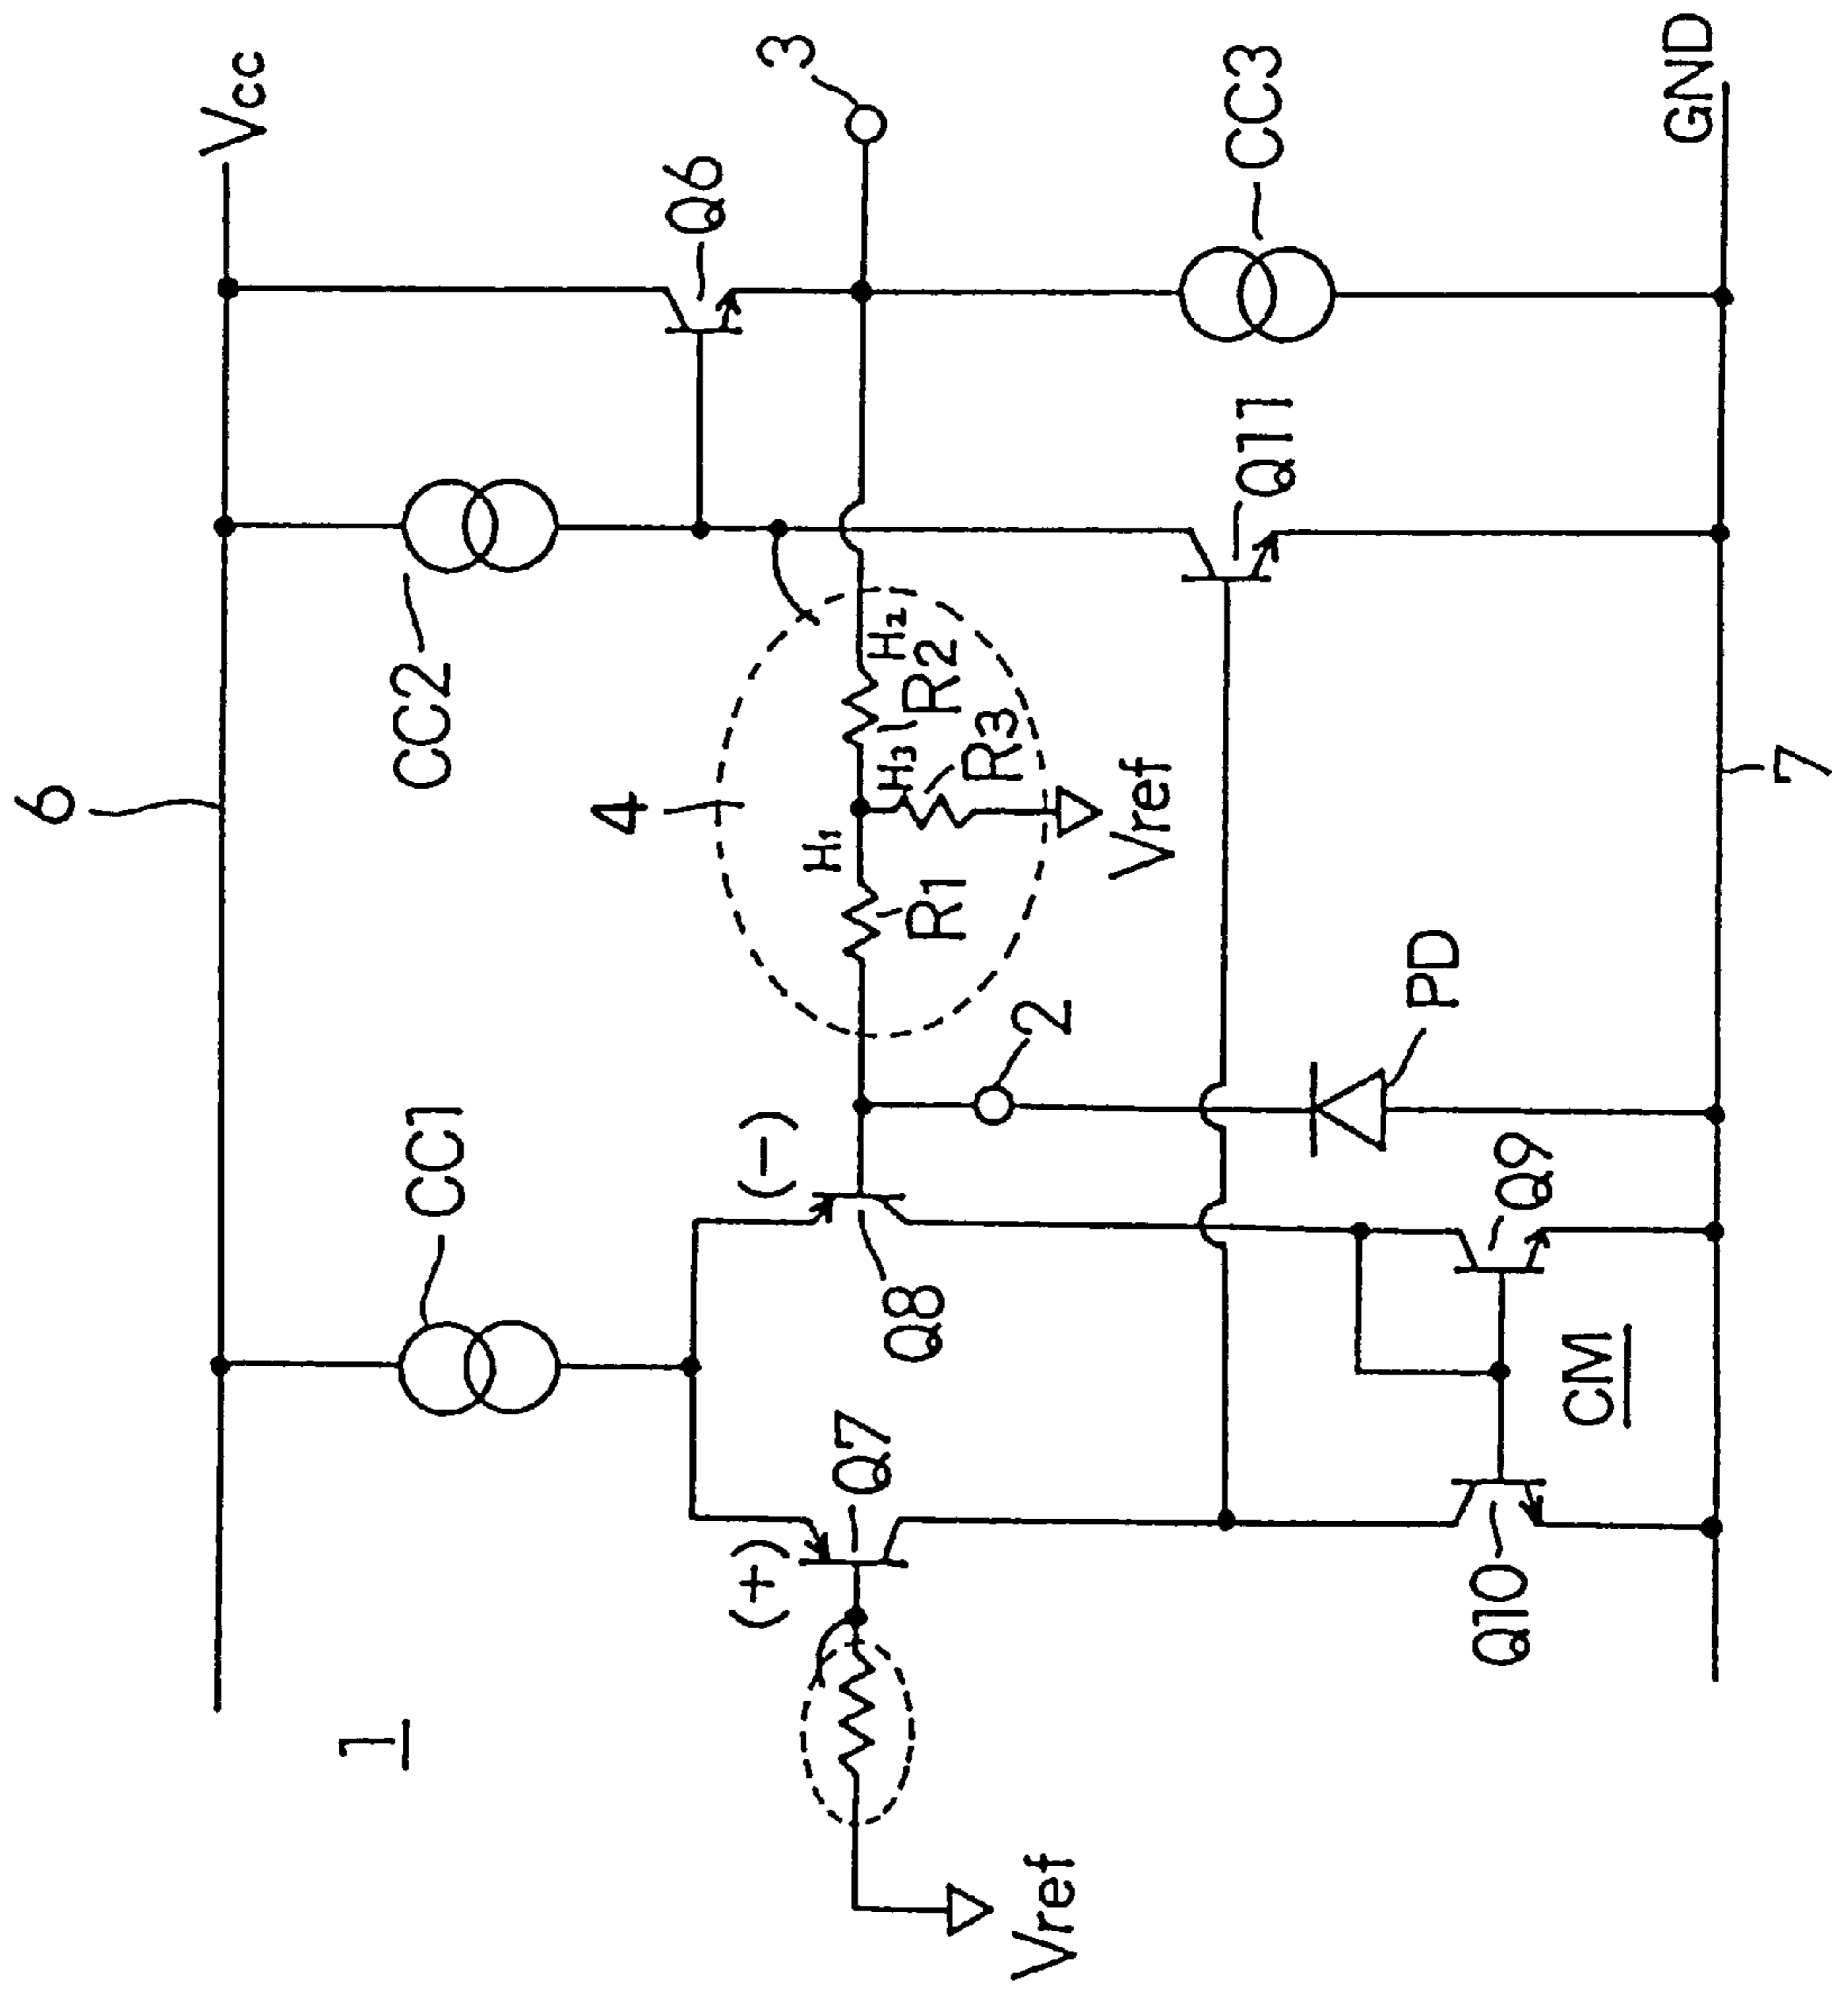 1
6
Vcc
CC1
CC2
Q6
3
4
(+)
(-)
Q7
Q8
H1
H3
H2
R1
R2
R3
Vref
Vref
2
PD
Q11
CC3
Q10
Q9
CM
7
GND